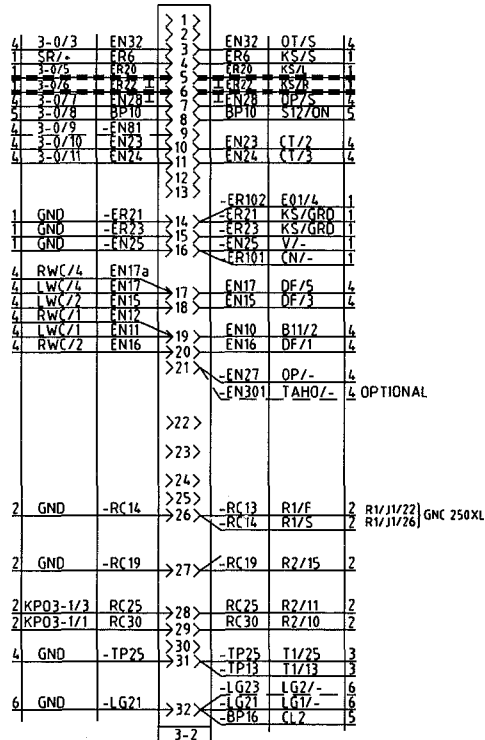 1
2
4 3-0/3 EN32 3 EN32 OT/S 4
1 SR/- ER6 4 ER6 KS/S 1
3-0/5 ER20 5 ER20 KS/L
3-0/6 ER22 6 ER22 KS/R
4 3-0/7 EN28 7 EN28 OP/S 4
5 3-0/8 BP10 8 BP10 S12/ON 5
4 3-0/9 -EN81 9
4 3-0/10 EN23 10 EN23 CT/2 4
4 3-0/11 EN24 11 EN24 CT/3 4
12
13
-ER102 EQ1/4 1
1 GND -ER21 14 -ER21 KS/GRD 1
1 GND -ER23 15 -ER23 KS/GRD 1
1 GND -EN25 16 -EN25 V/- 1
-ER101 CN/- 1
4 RWC/4 EN17a
4 LWC/4 EN17 17 EN17 DF/5 4
4 LWC/2 EN15 18 EN15 DF/3 4
4 RWC/1 EN12
4 LWC/1 EN11 19 EN10 B11/2 4
4 RWC/2 EN16 20 EN16 DF/1 4
21
-EN27 OP/- 4
-EN301 TAHO/- 4 OPTIONAL
22
23
24
25
2 GND -RC14 26 -RC13 R1/F 2 R1/J1/22
-RC14 R1/S 2 R1/J1/26 GNC 250XL
2 GND -RC19 27 -RC19 R2/15 2
2 KP03-1/3 RC25 28 RC25 R2/11 2
2 KP03-1/1 RC30 29 RC30 R2/10 2
30
4 GND -TP25 31 -TP25 T1/25 3
-TP13 T1/13 3
-LG23 LG2/- 6
6 GND -LG21 32 -LG21 LG1/- 6
-BP16 CL2 5
3-2